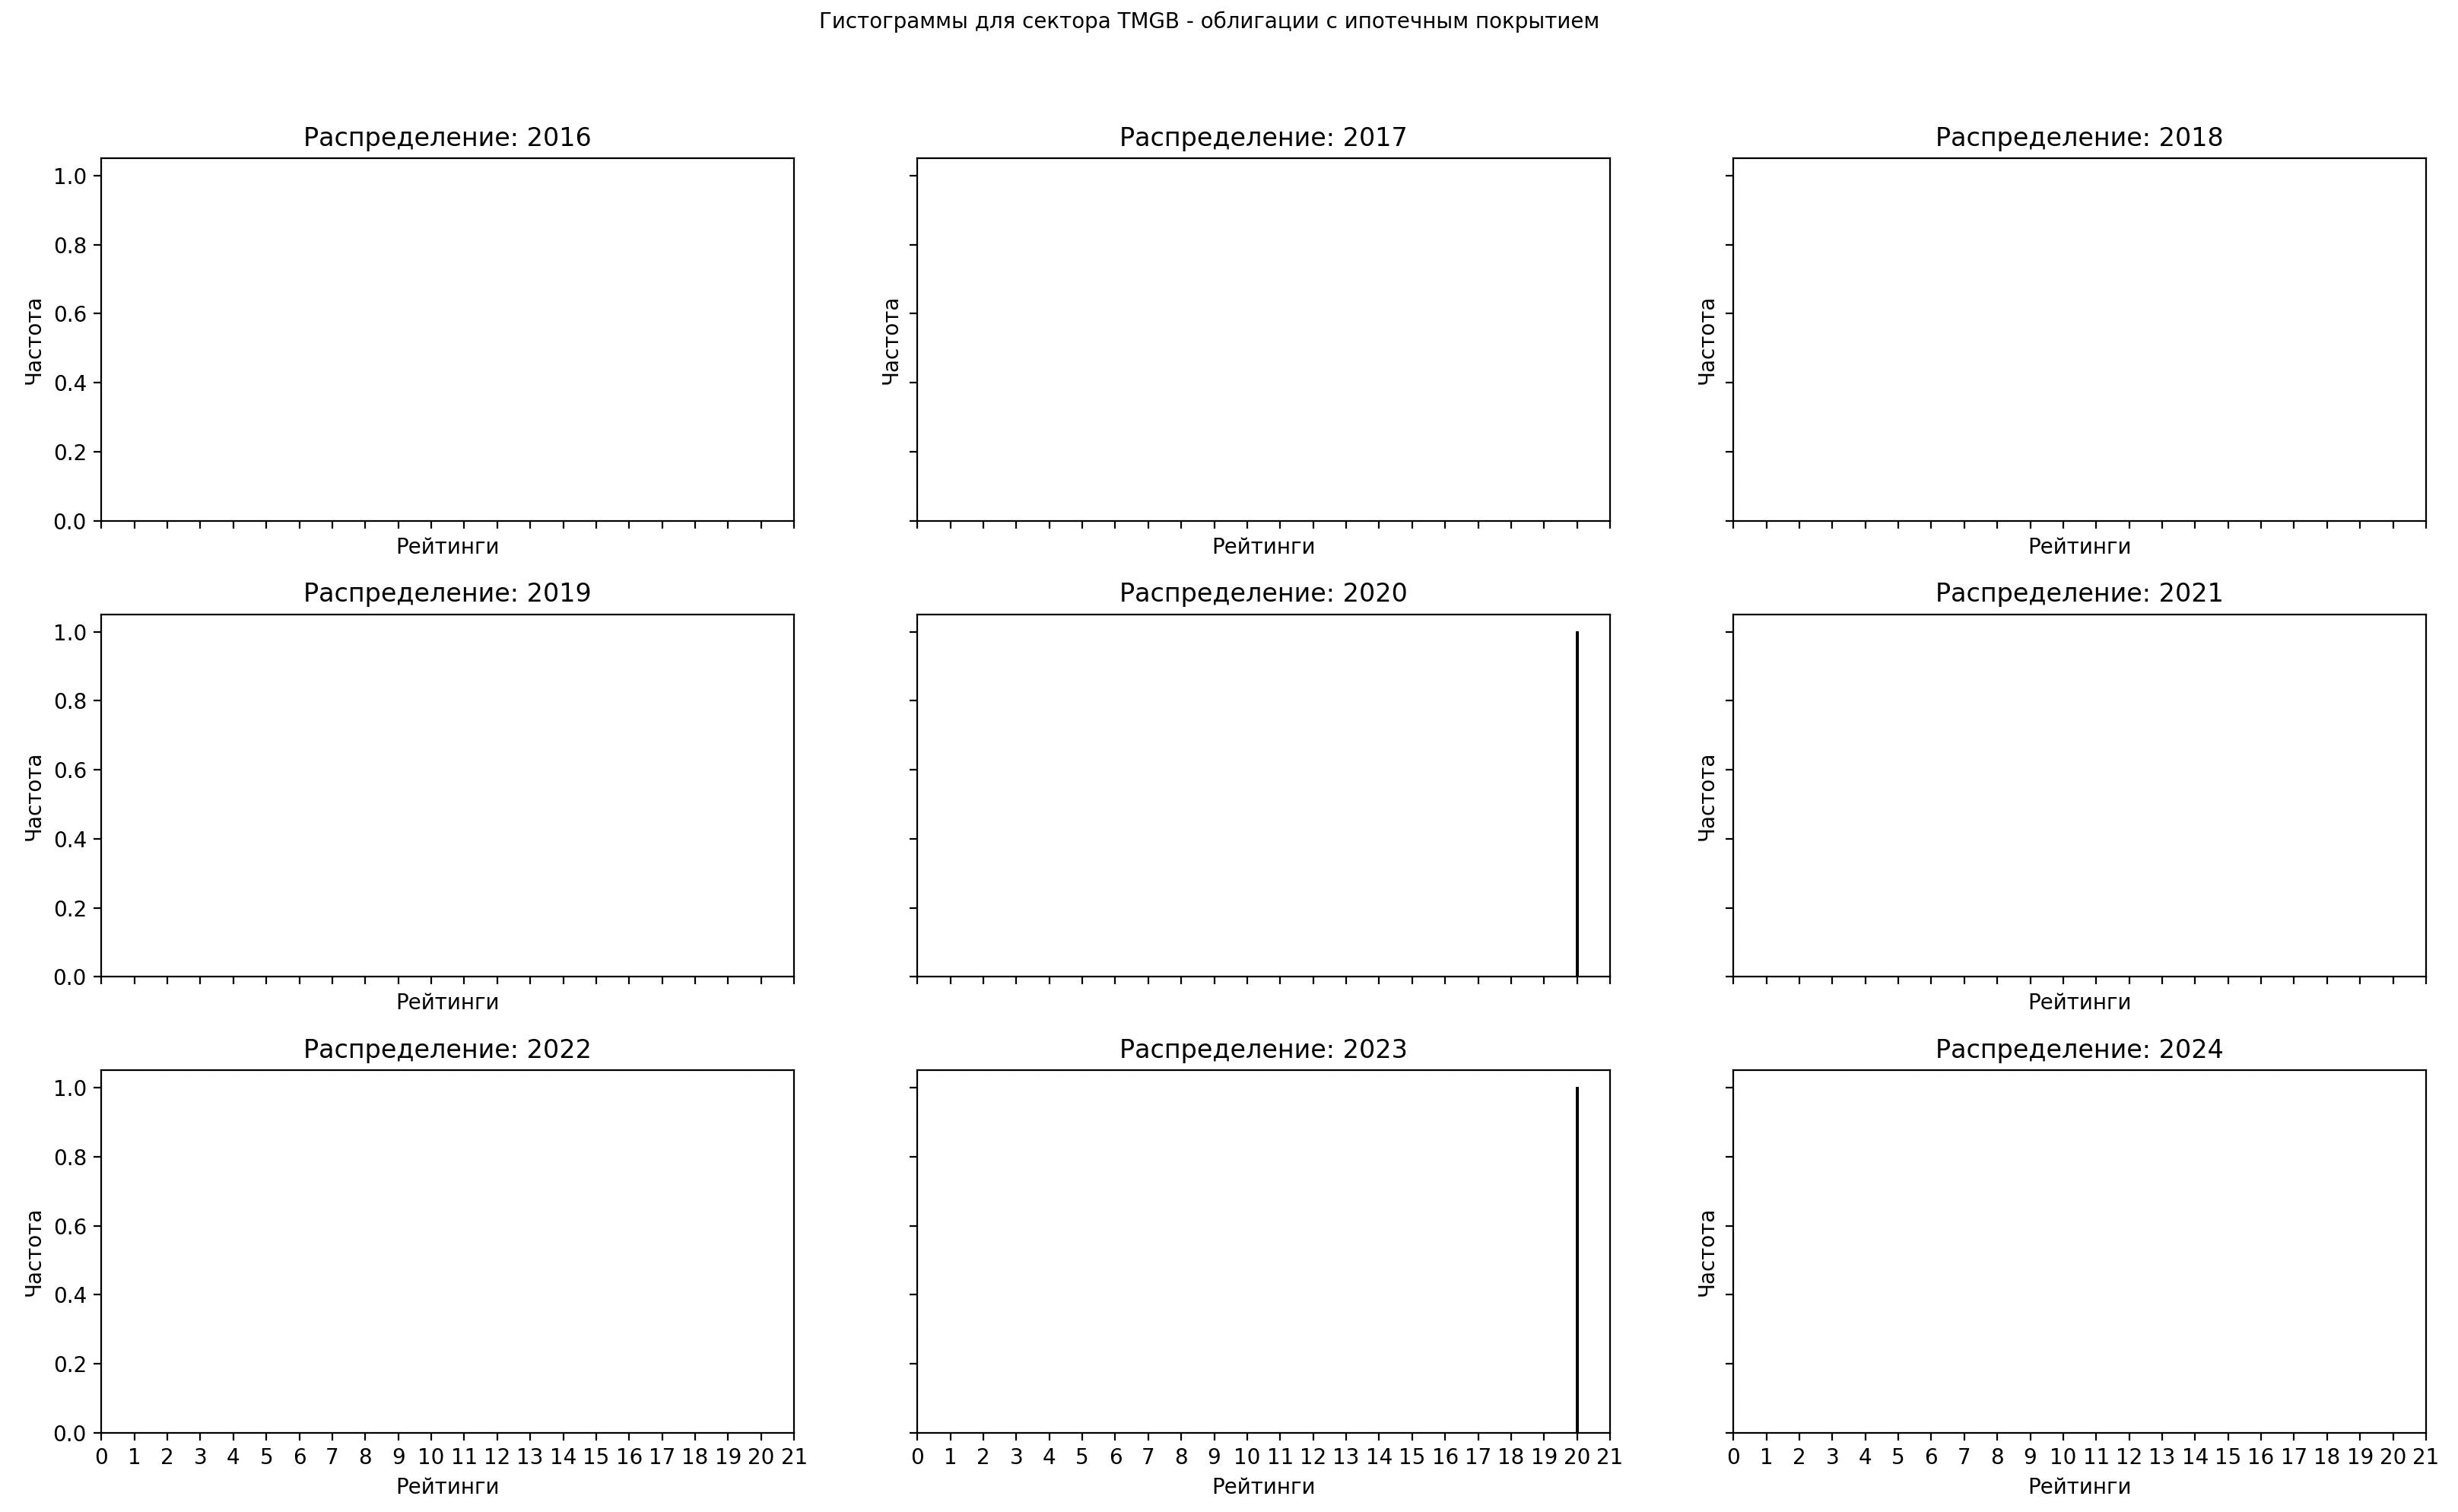 Гистограммы для сектора TMGB - облигации с ипотечным покрытием
Распределение: 2016
1.0
0.8
0.6
0.4
0.2
0.0
Частота
Рейтинги
Распределение: 2017
Частота
Рейтинги
Распределение: 2018
Частота
Рейтинги
Распределение: 2019
1.0
0.8
0.6
0.4
0.2
0.0
Частота
Рейтинги
Распределение: 2020
Распределение: 2021
Частота
Рейтинги
Распределение: 2022
1.0
0.8
0.6
0.4
0.2
0.0
Частота
0 1 2 3 4 5 6 7 8 9 10 11 12 13 14 15 16 17 18 19 20 21
Рейтинги
Распределение: 2023
0 1 2 3 4 5 6 7 8 9 10 11 12 13 14 15 16 17 18 19 20 21
Рейтинги
Распределение: 2024
Частота
0 1 2 3 4 5 6 7 8 9 10 11 12 13 14 15 16 17 18 19 20 21
Рейтинги